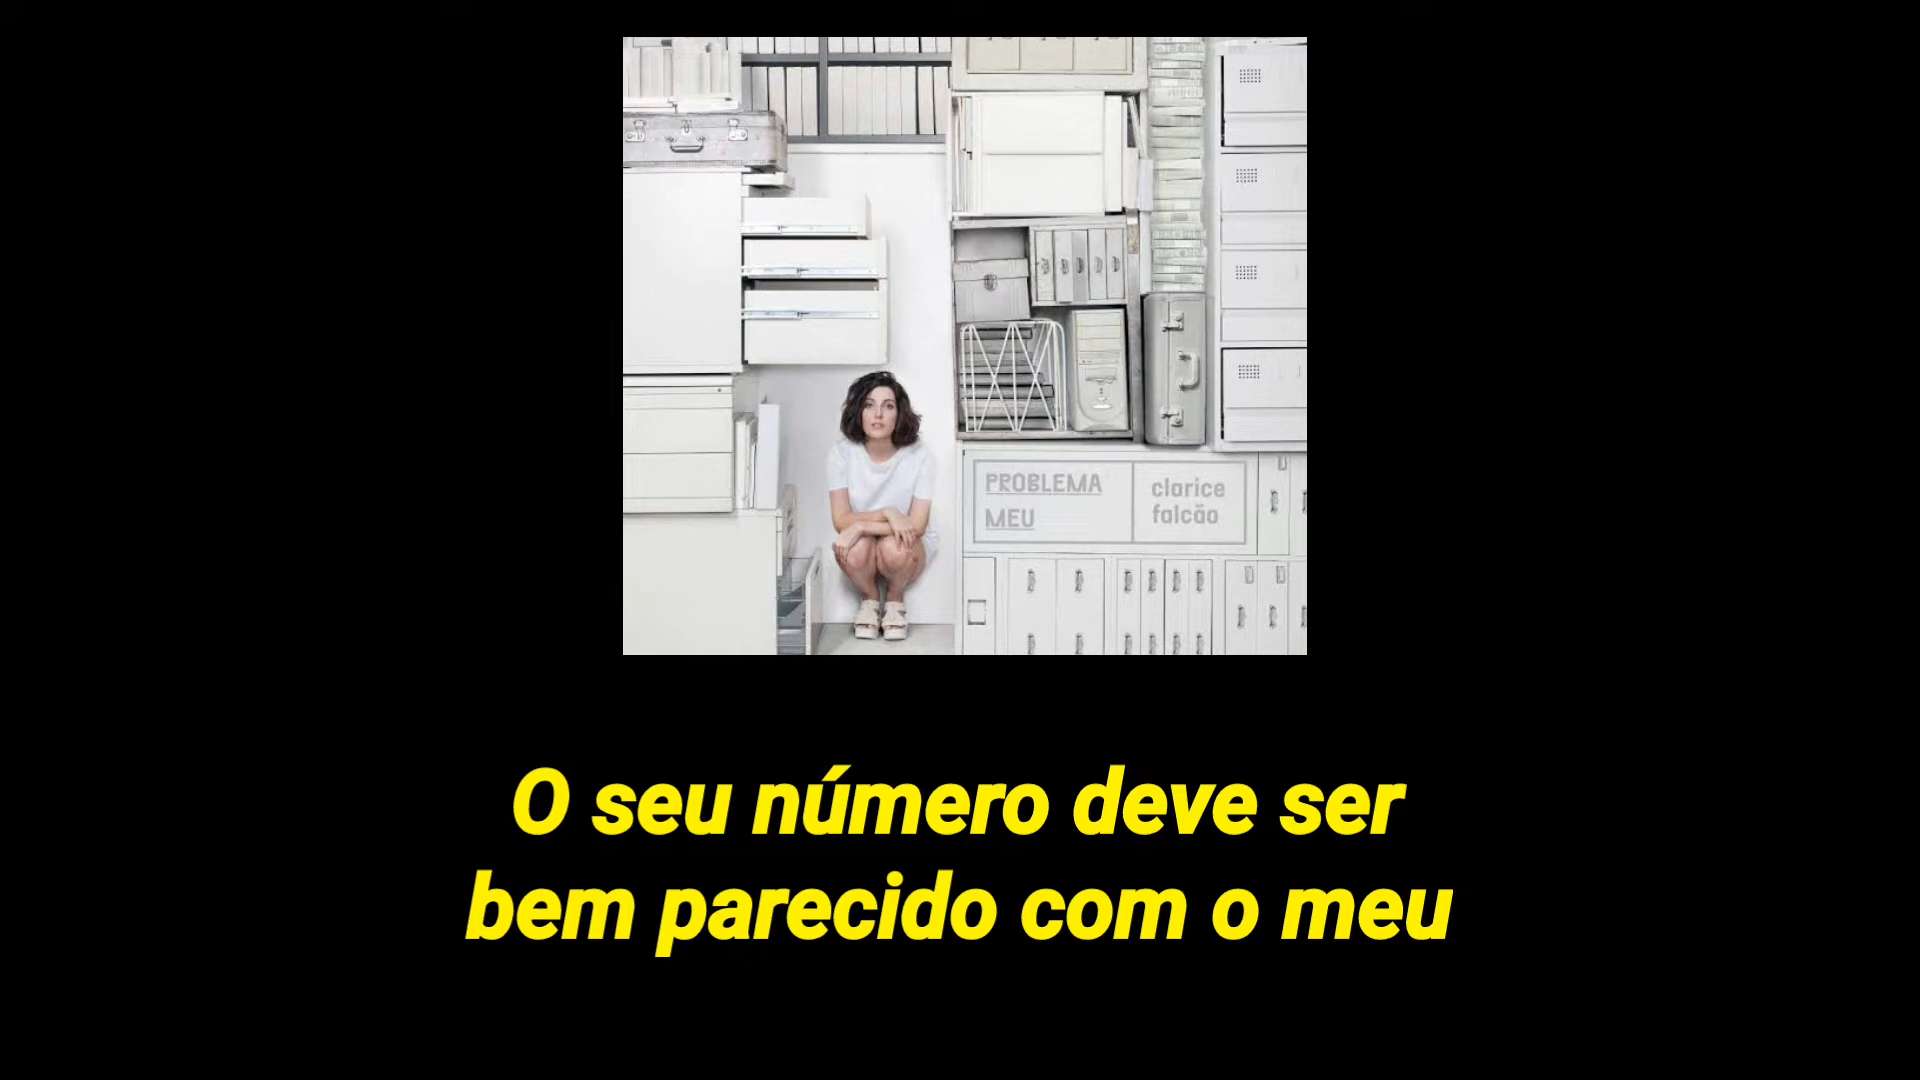 PROBLEMA
MEU
clarice
falcão
O seu número deve ser
bem parecido com o meu